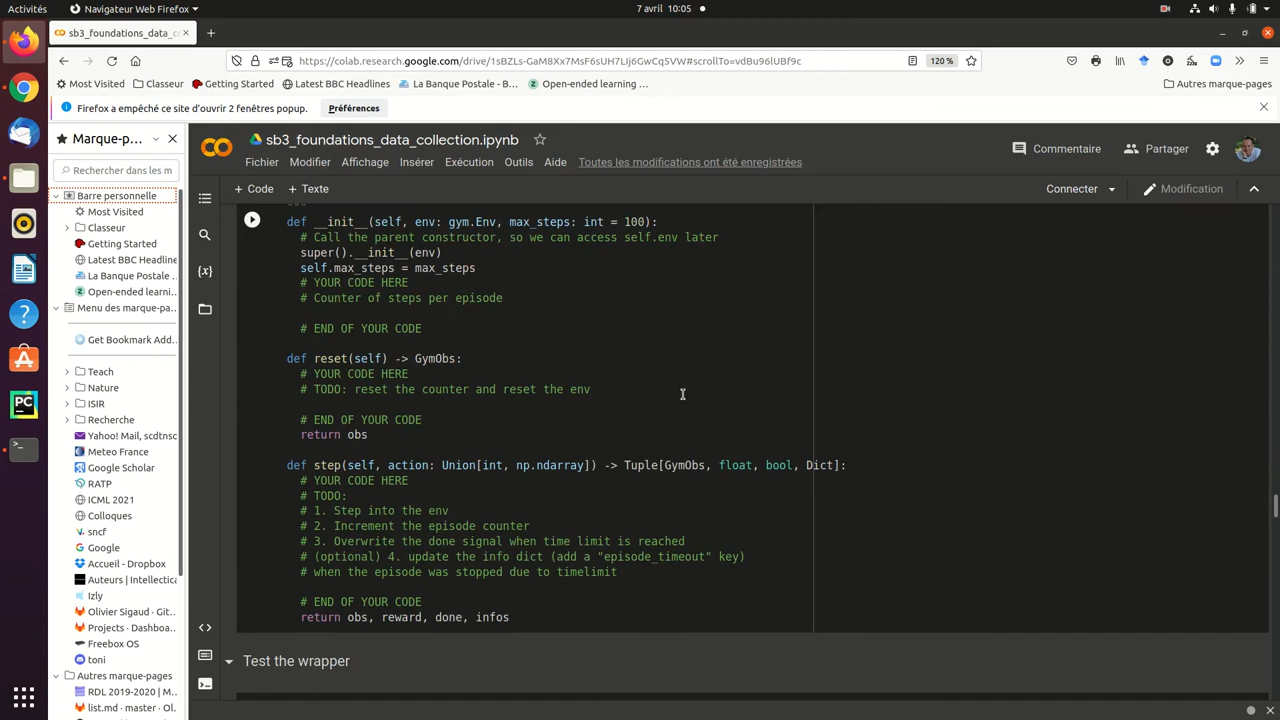 Activités
Navigateur Web Firefox
7 avril 10:05
sb3_foundations_data_c
https://colab.research.google.com/drive/1sBZLs-GaM8Xx7MsF6sUH7LIj6GwCq5VW#scrollTo=vdBu96lUBf9c
120 %
Most Visited
Classeur
Getting Started
Latest BBC Headlines
La Banque Postale - B…
Open-ended learning …
Autres marque-pages
Firefox a empêché ce site d'ouvrir 2 fenêtres popup.
Préférences
Marque-p…
Rechercher dans les m
Barre personnelle
Most Visited
Classeur
Getting Started
Latest BBC Headline
La Banque Postale
Open-ended learni…
Menu des marque-pa…
Get Bookmark Add…
Teach
Nature
ISIR
Recherche
Yahoo! Mail, scdtnsc
Meteo France
Google Scholar
RATP
ICML 2021
Colloques
sncf
Google
Accueil - Dropbox
Auteurs | Intellectica
Izly
Olivier Sigaud · Git…
Projects · Dashboa…
Freebox OS
toni
Autres marque-pages
RDL 2019-2020 | M…
list.md · master · Ol…
sb3_foundations_data_collection.ipynb
Commentaire
Partager
Fichier
Modifier
Affichage
Insérer
Exécution
Outils
Aide
Toutes les modifications ont été enregistrées
+ Code
+ Texte
Connecter
Modification
{x}
def __init__(self, env: gym.Env, max_steps: int = 100):
# Call the parent constructor, so we can access self.env later
super().__init__(env)
self.max_steps = max_steps
# YOUR CODE HERE
# Counter of steps per episode
# END OF YOUR CODE
def reset(self) -> GymObs:
# YOUR CODE HERE
# TODO: reset the counter and reset the env
# END OF YOUR CODE
return obs
def step(self, action: Union[int, np.ndarray]) -> Tuple[GymObs, float, bool, Dict]:
# YOUR CODE HERE
# TODO:
# 1. Step into the env
# 2. Increment the episode counter
# 3. Overwrite the done signal when time limit is reached
# (optional) 4. update the info dict (add a "episode_timeout" key)
# when the episode was stopped due to timelimit
# END OF YOUR CODE
return obs, reward, done, infos
Test the wrapper